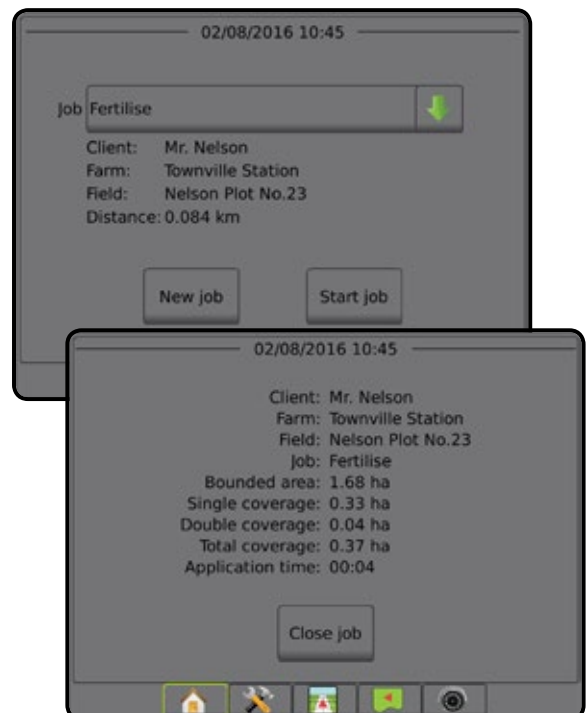 02/08/2016 10:45
Job Fertilise
Client: Mr. Nelson
Farm: Townville Station
Field: Nelson Plot No.23
Distance: 0.084 km
New job Start job
02/08/2016 10:45
Client: Mr. Nelson
Farm: Townville Station
Field: Nelson Plot No.23
Job: Fertilise
Bounded area: 1.68 ha
Single coverage: 0.33 ha
Double coverage: 0.04 ha
Total coverage: 0.37 ha
Application time: 00:04
Close job